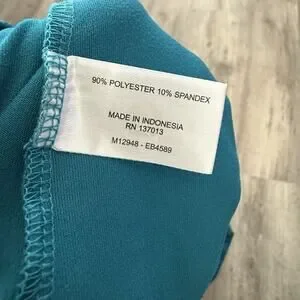 90% POLYESTER 10% SPANDEX
MADE IN INDONESIA
RN 137013
M12948 - EB4589